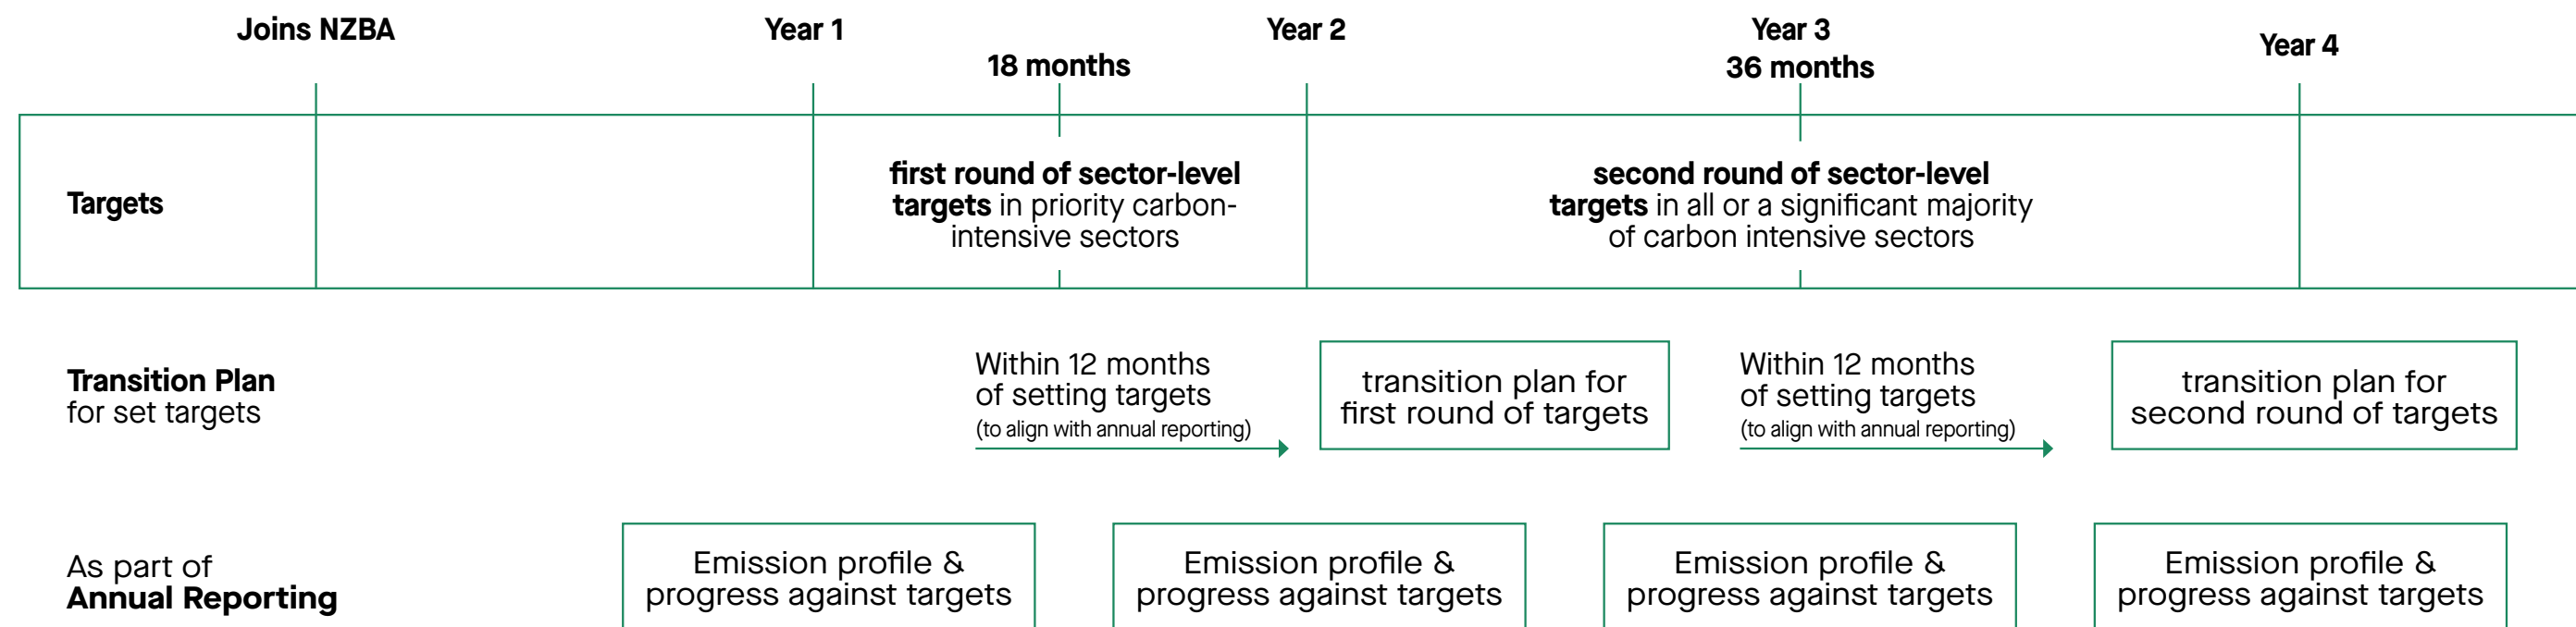 Joins NZBA
Year 1
18 months
Year 2
Year 3
36 months
Year 4
Targets
first round of sector-level
targets in priority carbon-
intensive sectors
second round of sector-level
targets in all or a significant majority
of carbon intensive sectors
Transition Plan
for set targets
Within 12 months
of setting targets
(to align with annual reporting)
transition plan for
first round of targets
Within 12 months
of setting targets
(to align with annual reporting)
transition plan for
second round of targets
As part of
Annual Reporting
Emission profile &
progress against targets
Emission profile &
progress against targets
Emission profile &
progress against targets
Emission profile &
progress against targets